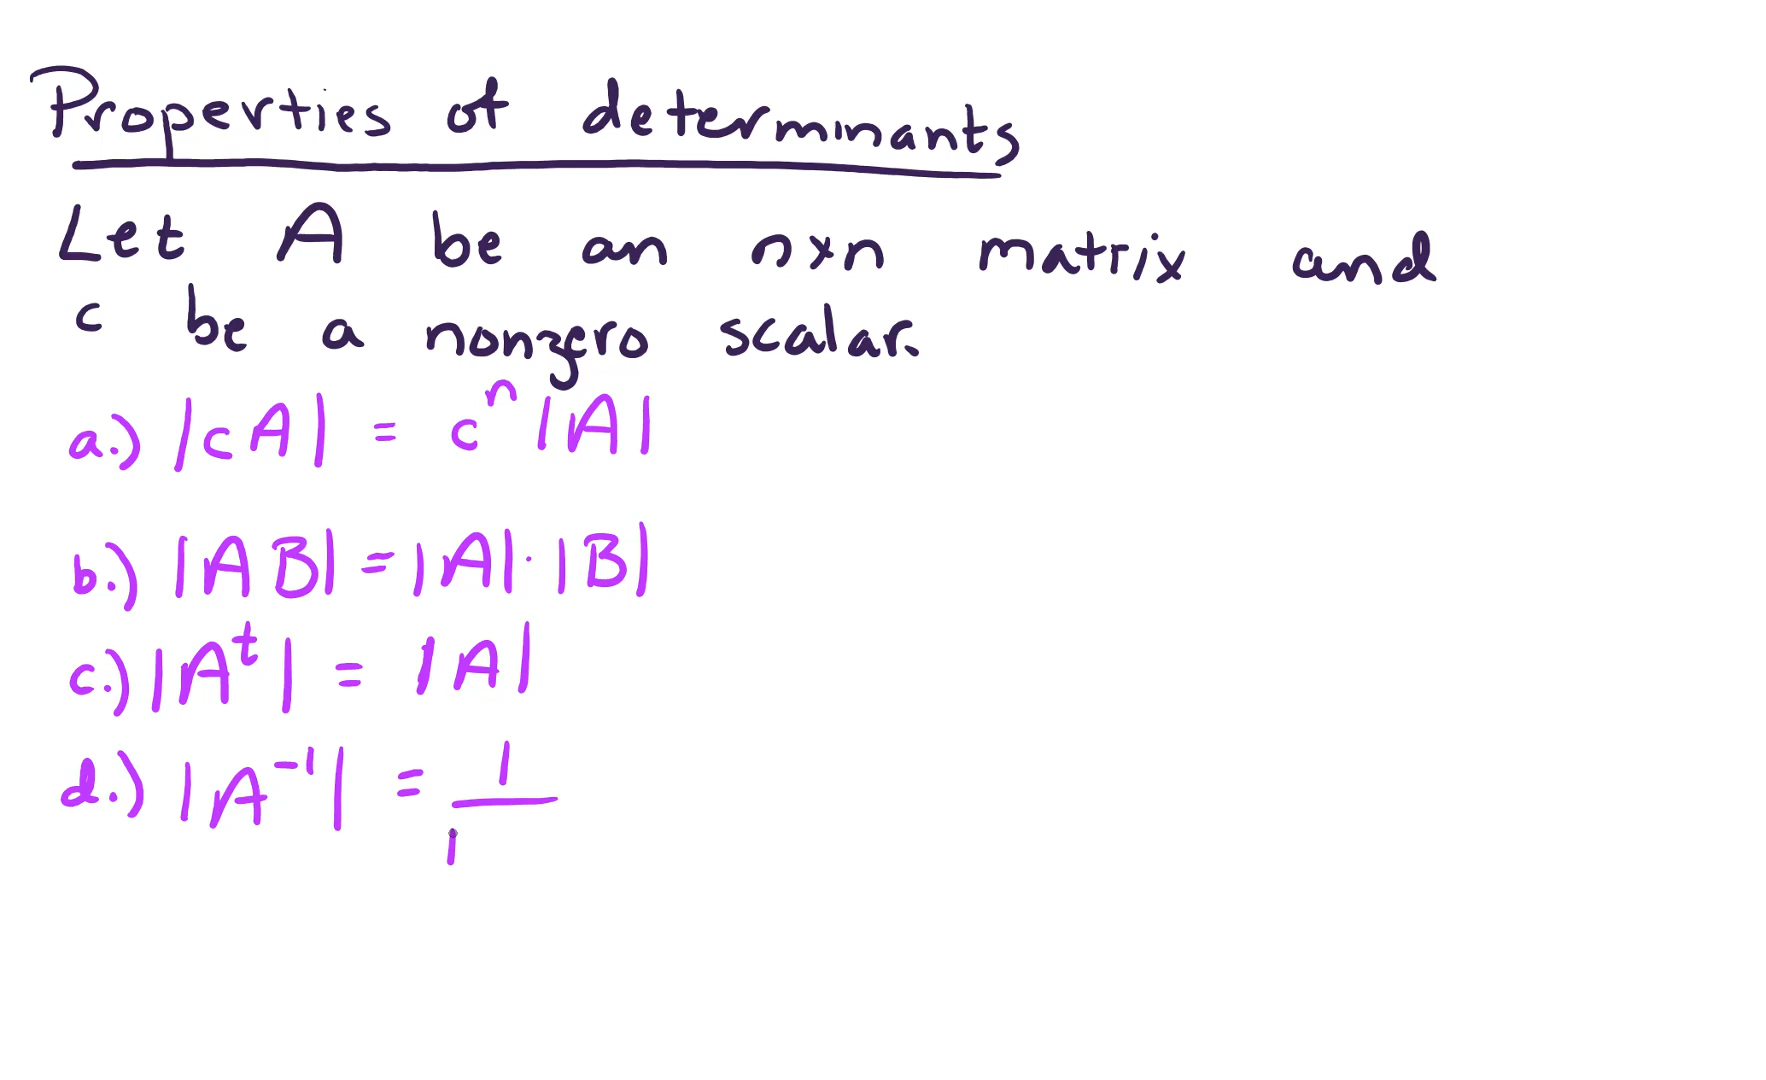 Properties of determinants
Let A be an n×n matrix and
c be a nonzero scalar.
a.) |cA| = cⁿ |A|
b.) |AB| = |A| · |B|
c.) |Aᵗ| = |A|
d.) |A⁻¹| = 1/|